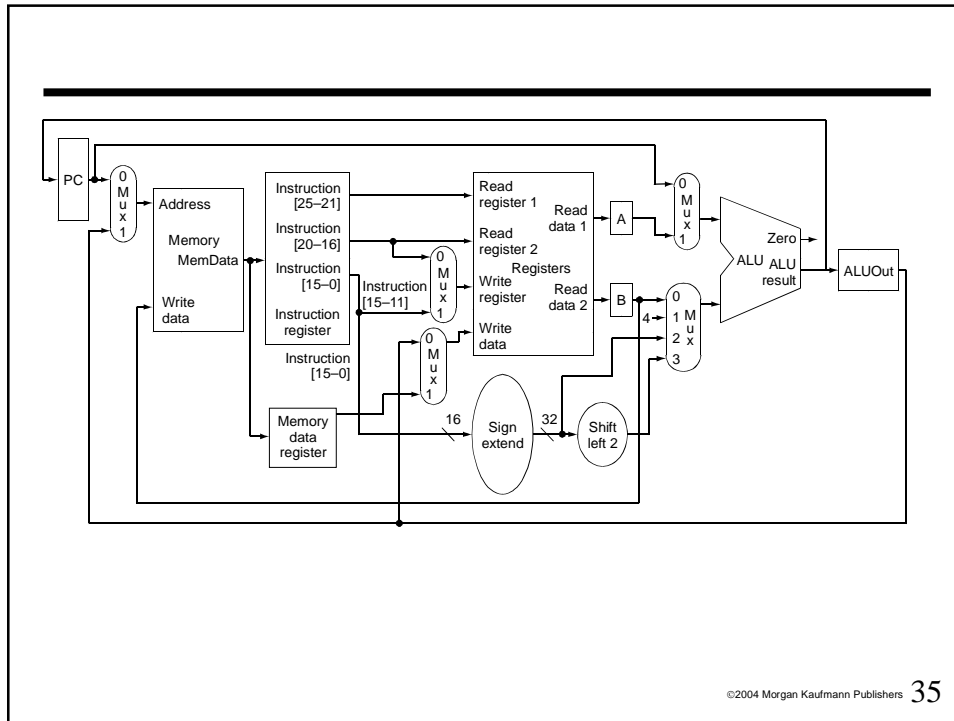 PC
0
M
u
x
1
Address
Memory
MemData
Write
data
Instruction
[25–21]
Instruction
[20–16]
Instruction
[15–0]
Instruction
register
Instruction
[15–0]
Memory
data
register
Instruction
[15–11]
0
M
u
x
1
0
M
u
x
1
Read
register 1
Read
register 2
Registers
Write
register
Write
data
Read
data 1
Read
data 2
16
Sign
extend
32
Shift
left 2
A
B
4
0
M
u
x
1
0
1
2
3
M
u
x
Zero
ALU
ALU
result
ALUOut
©2004 Morgan Kaufmann Publishers 35